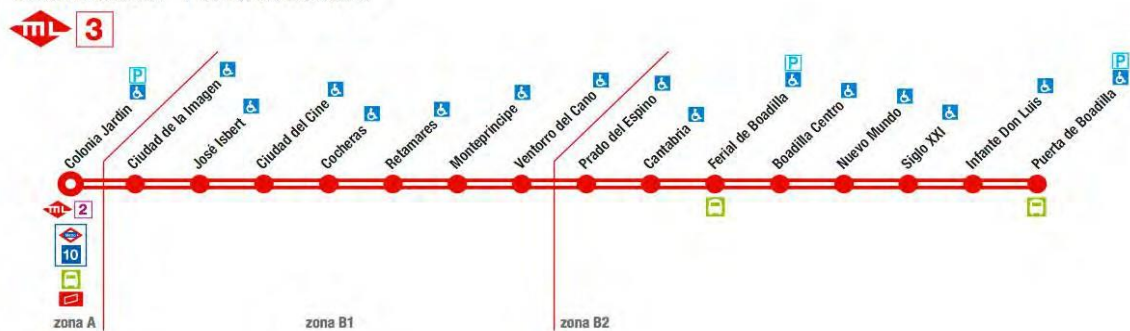 ML 3
P
Colonia Jardín
Ciudad de la Imagen
José Isbert
Ciudad del Cine
Cocheras
Retamares
Montepríncipe
Ventorro del Cano
Prado del Espino
Cantabria
P
Ferial de Boadilla
Boadilla Centro
Nuevo Mundo
Siglo XXI
Infante Don Luis
P
Puerta de Boadilla
ML 2
10
zona A
zona B1
zona B2